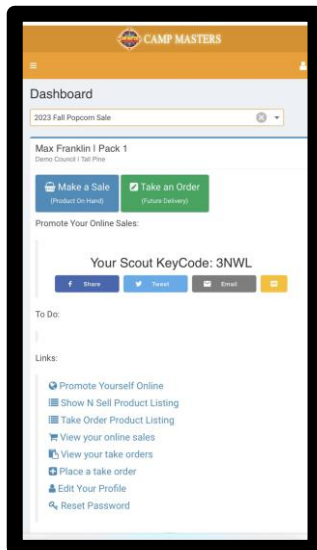 CAMP MASTERS
Dashboard
2023 Fall Popcorn Sale
Max Franklin | Pack 1
Demo Council | Tall Pine
Make a Sale
(Product On Hand)
Take an Order
(Future Delivery)
Promote Your Online Sales:
Your Scout KeyCode: 3NWL
Share
Tweet
Email
To Do:
Links:
Promote Yourself Online
Show N Sell Product Listing
Take Order Product Listing
View your online sales
View your take orders
Place a take order
Edit Your Profile
Reset Password